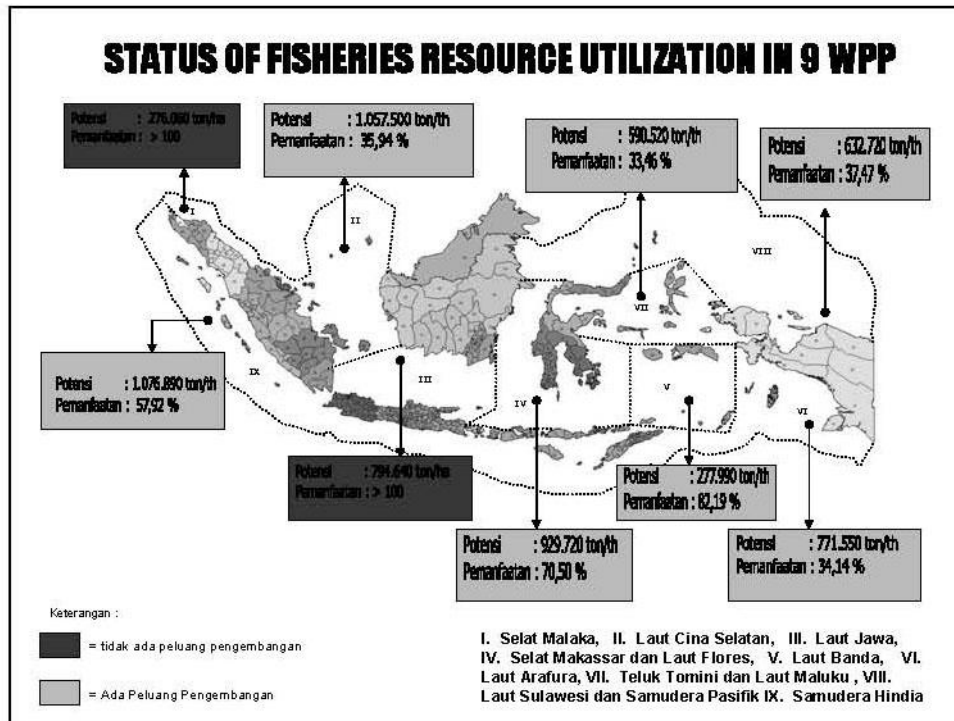 STATUS OF FISHERIES RESOURCE UTILIZATION IN 9 WPP
Potensi : 276.030 ton/ha
Pemanfaatan : > 100
Potensi : 1.057.500 ton/th
Pemanfaatan : 35,94 %
Potensi : 590.520 ton/th
Pemanfaatan : 33,46 %
Potensi : 632.720 ton/th
Pemanfaatan : 37,47 %
I
II
VIII
VII
IX
III
IV
V
VI
Potensi : 1.076.890 ton/th
Pemanfaatan : 57,92 %
Potensi : 794.640 ton/ha
Pemanfaatan : > 100
Potensi : 277.990 ton/th
Pemanfaatan : 82,19 %
Potensi : 929.720 ton/th
Pemanfaatan : 70,50 %
Potensi : 771.550 ton/th
Pemanfaatan : 34,14 %
Keterangan :
= tidak ada peluang pengembangan
= Ada Peluang Pengembangan
I. Selat Malaka, II. Laut Cina Selatan, III. Laut Jawa,
IV. Selat Makassar dan Laut Flores, V. Laut Banda, VI.
Laut Arafura, VII. Teluk Tomini dan Laut Maluku , VIII.
Laut Sulawesi dan Samudera Pasifik IX. Samudera Hindia